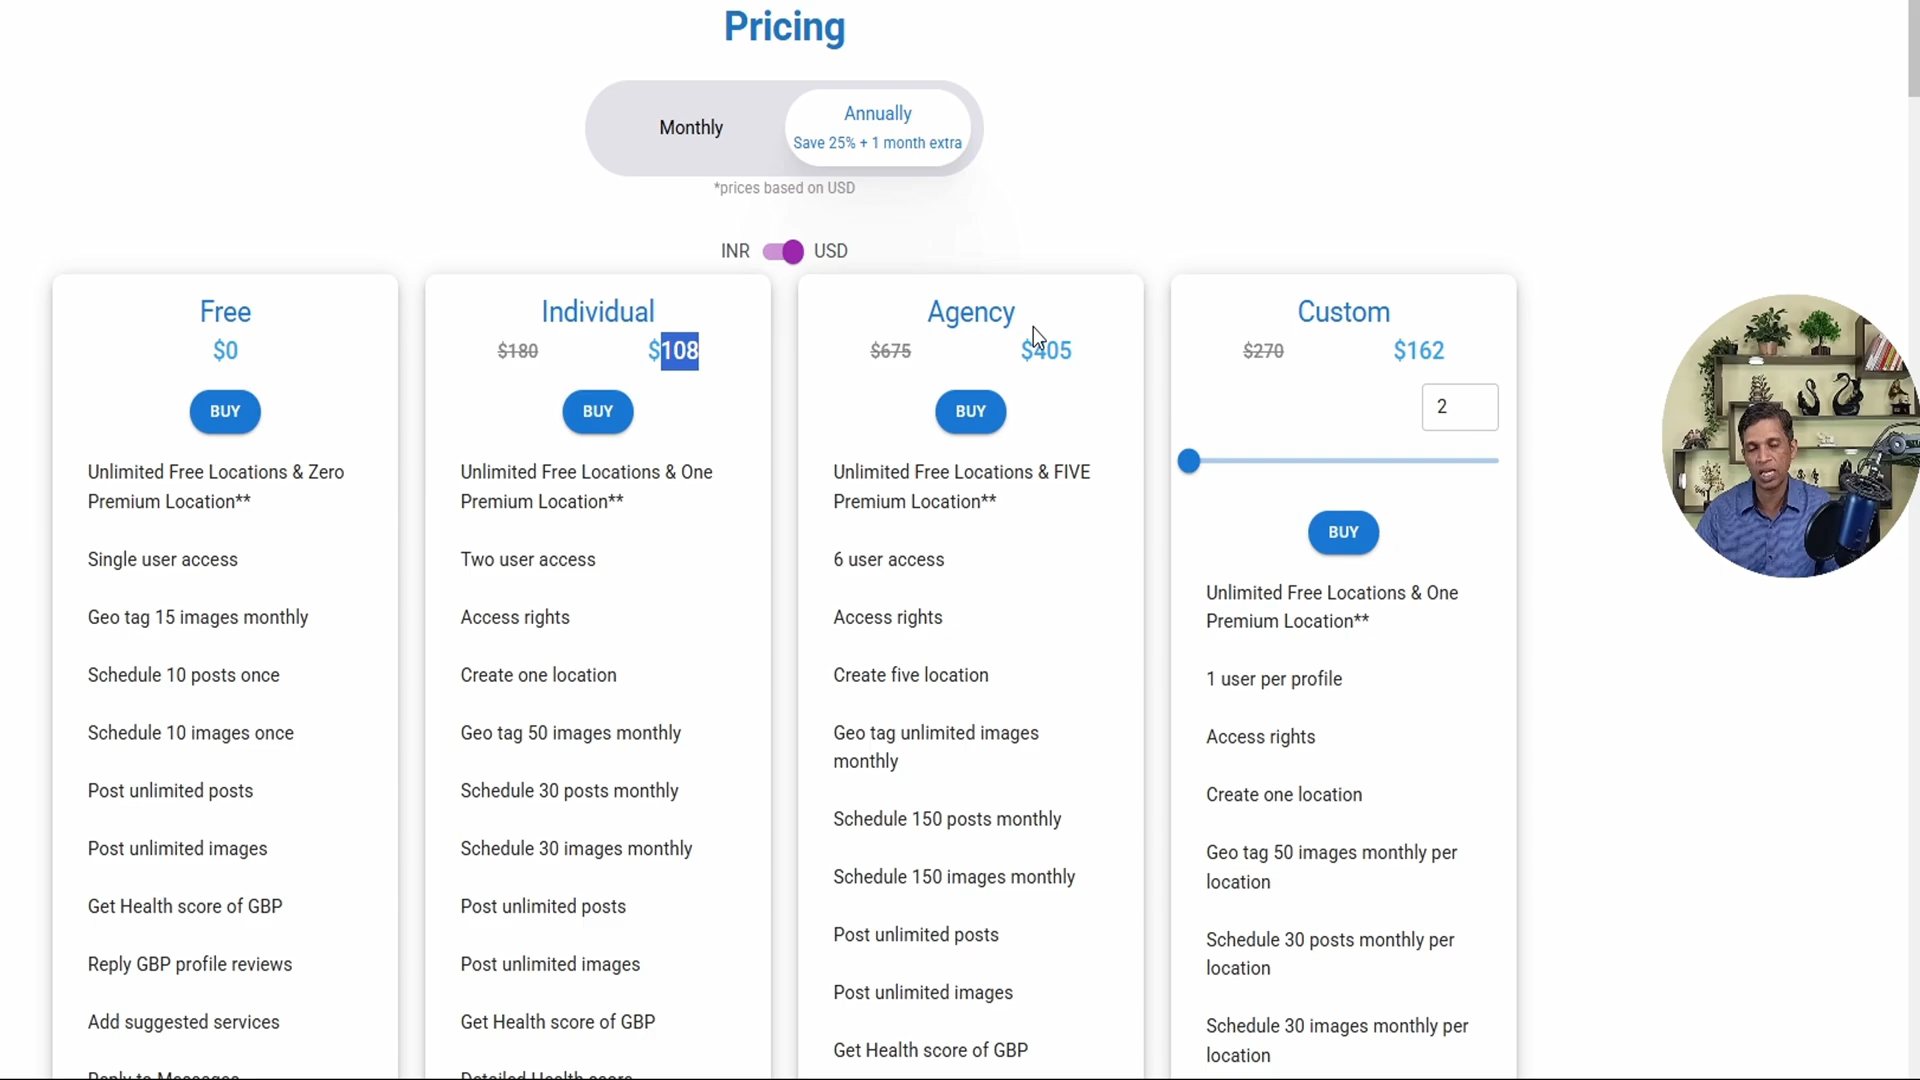 Pricing
Monthly
Annually
Save 25% + 1 month extra
*prices based on USD
INR
USD
Free
$0
BUY
Unlimited Free Locations & Zero
Premium Location**
Single user access
Geo tag 15 images monthly
Schedule 10 posts once
Schedule 10 images once
Post unlimited posts
Post unlimited images
Get Health score of GBP
Reply GBP profile reviews
Add suggested services
Reply to Messages
Individual
$180 $108
BUY
Unlimited Free Locations & One
Premium Location**
Two user access
Access rights
Create one location
Geo tag 50 images monthly
Schedule 30 posts monthly
Schedule 30 images monthly
Post unlimited posts
Post unlimited images
Get Health score of GBP
Detailed Health score
Agency
$675 $405
BUY
Unlimited Free Locations & FIVE
Premium Location**
6 user access
Access rights
Create five location
Geo tag unlimited images
monthly
Schedule 150 posts monthly
Schedule 150 images monthly
Post unlimited posts
Post unlimited images
Get Health score of GBP
Custom
$270 $162
2
BUY
Unlimited Free Locations & One
Premium Location**
1 user per profile
Access rights
Create one location
Geo tag 50 images monthly per
location
Schedule 30 posts monthly per
location
Schedule 30 images monthly per
location